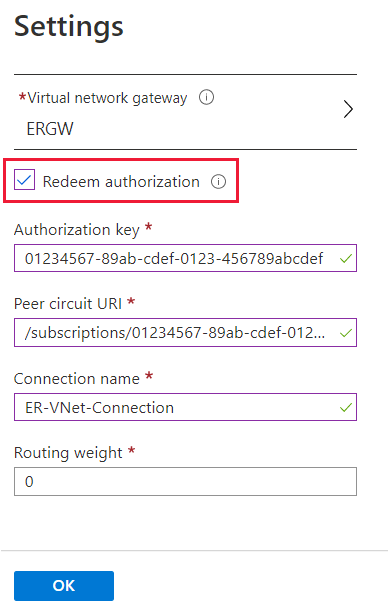 Settings
*Virtual network gateway
ERGW
Redeem authorization
Authorization key *
01234567-89ab-cdef-0123-456789abcdef
Peer circuit URI *
/subscriptions/01234567-89ab-cdef-012...
Connection name *
ER-VNet-Connection
Routing weight *
0
OK